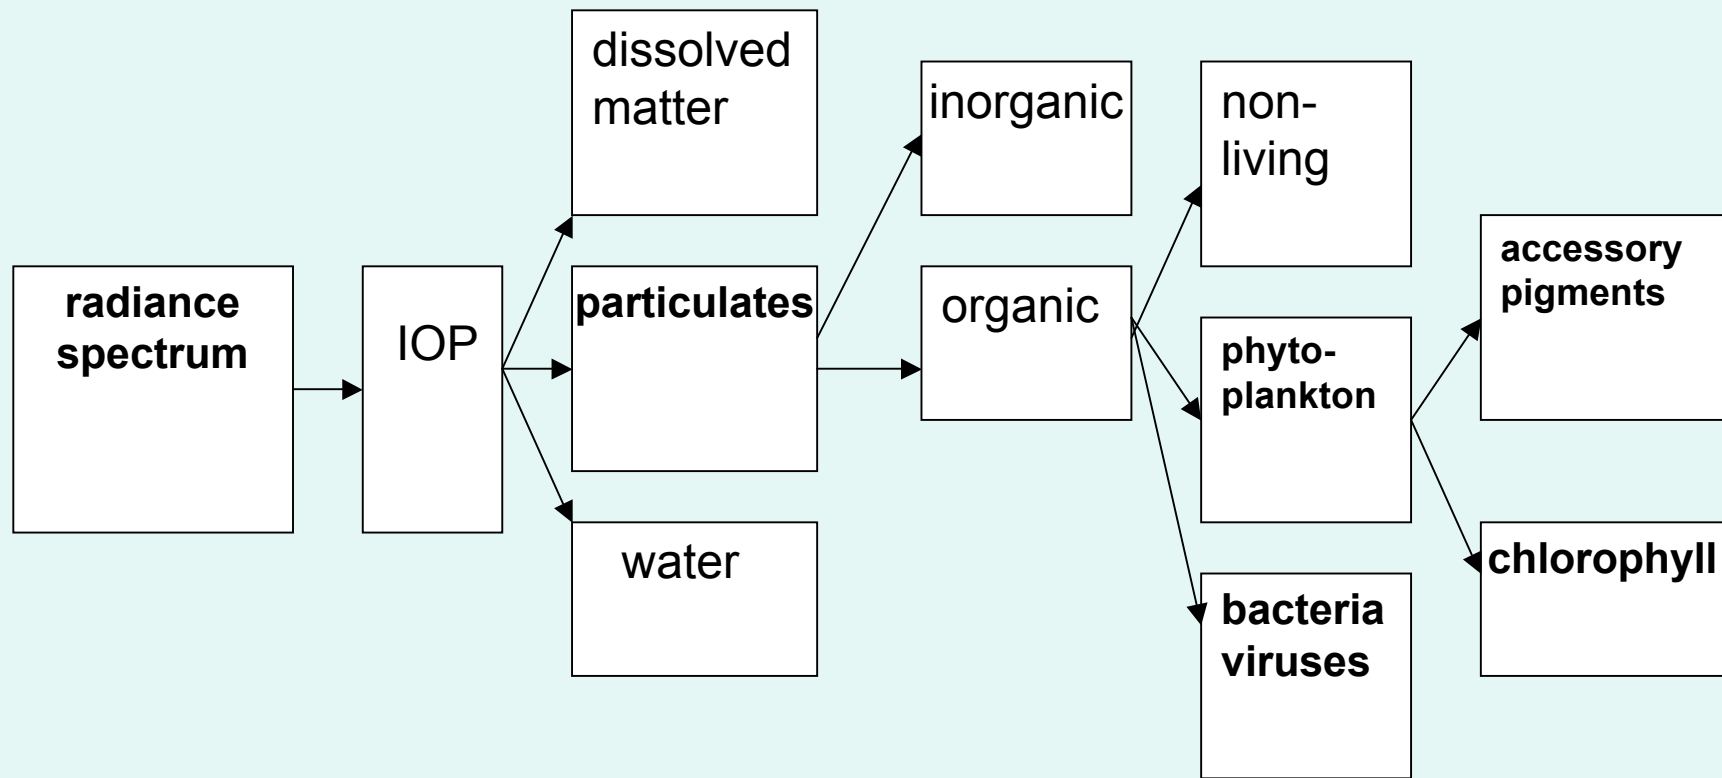 radiance
spectrum
IOP
dissolved
matter
particulates
water
inorganic
organic
non-
living
phyto-
plankton
bacteria
viruses
accessory
pigments
chlorophyll